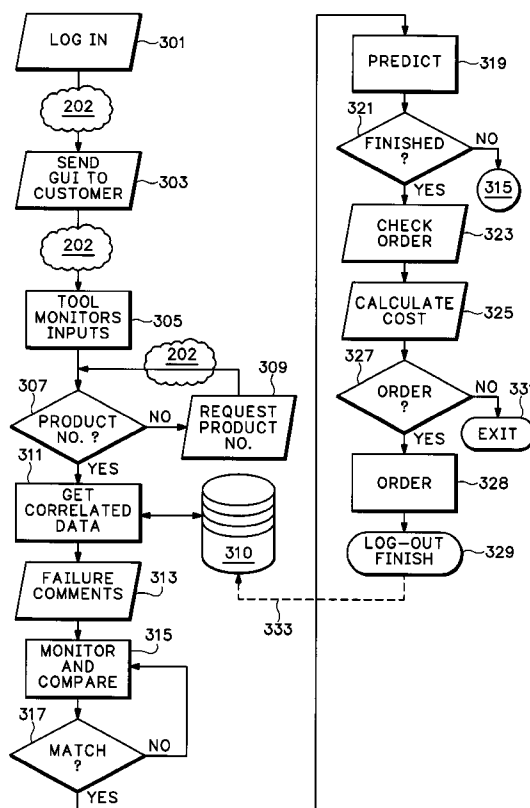 LOG IN
301
202
SEND
GUI TO
CUSTOMER
303
202
TOOL
MONITORS
INPUTS
305
202
309
307
PRODUCT
NO. ?
NO
REQUEST
PRODUCT
NO.
YES
311
GET
CORRELATED
DATA
310
FAILURE
COMMENTS
313
MONITOR
AND
COMPARE
315
317
MATCH
?
NO
YES
PREDICT
319
321
FINISHED
?
NO
315
YES
CHECK
ORDER
323
CALCULATE
COST
325
327
ORDER
?
NO
EXIT
YES
ORDER
328
LOG-OUT
FINISH
329
333